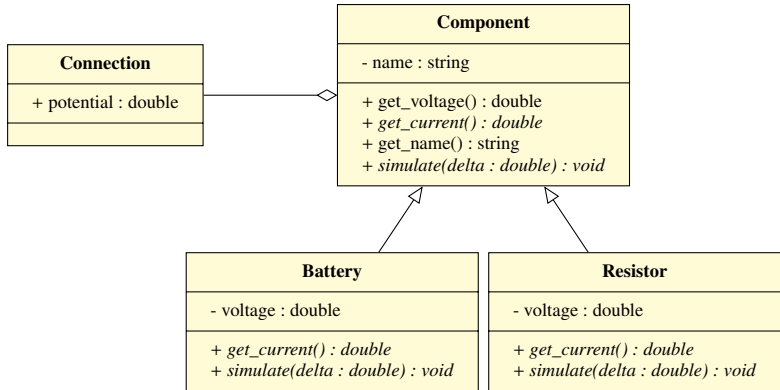 Component
- name : string
+ get_voltage() : double
+ get_current() : double
+ get_name() : string
+ simulate(delta : double) : void
Connection
+ potential : double
Battery
- voltage : double
+ get_current() : double
+ simulate(delta : double) : void
Resistor
- voltage : double
+ get_current() : double
+ simulate(delta : double) : void